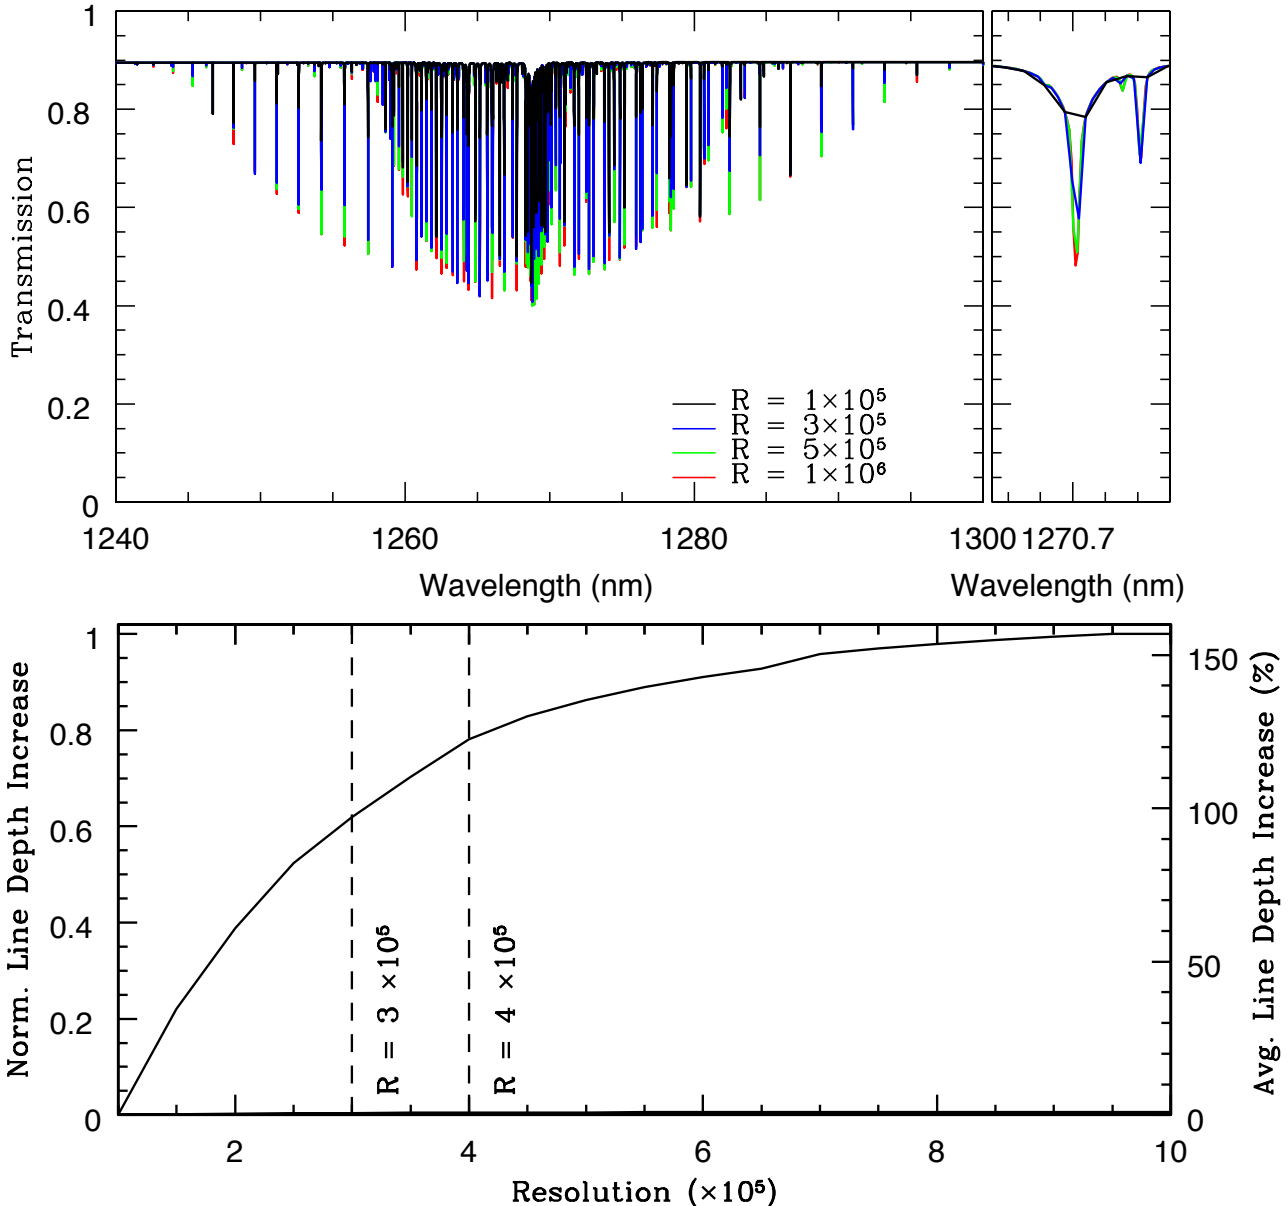 1
0.8
0.6
0.4
0.2
0
Transmission
R = 1×10⁵
R = 3×10⁵
R = 5×10⁵
R = 1×10⁶
1240 1260 1280 1300 1270.7
Wavelength (nm) Wavelength (nm)
1
0.8
0.6
0.4
0.2
0
Norm. Line Depth Increase
R = 3 ×10⁵
R = 4 ×10⁵
150
100
50
0
Avg. Line Depth Increase (%)
2 4 6 8 10
Resolution (×10⁵)